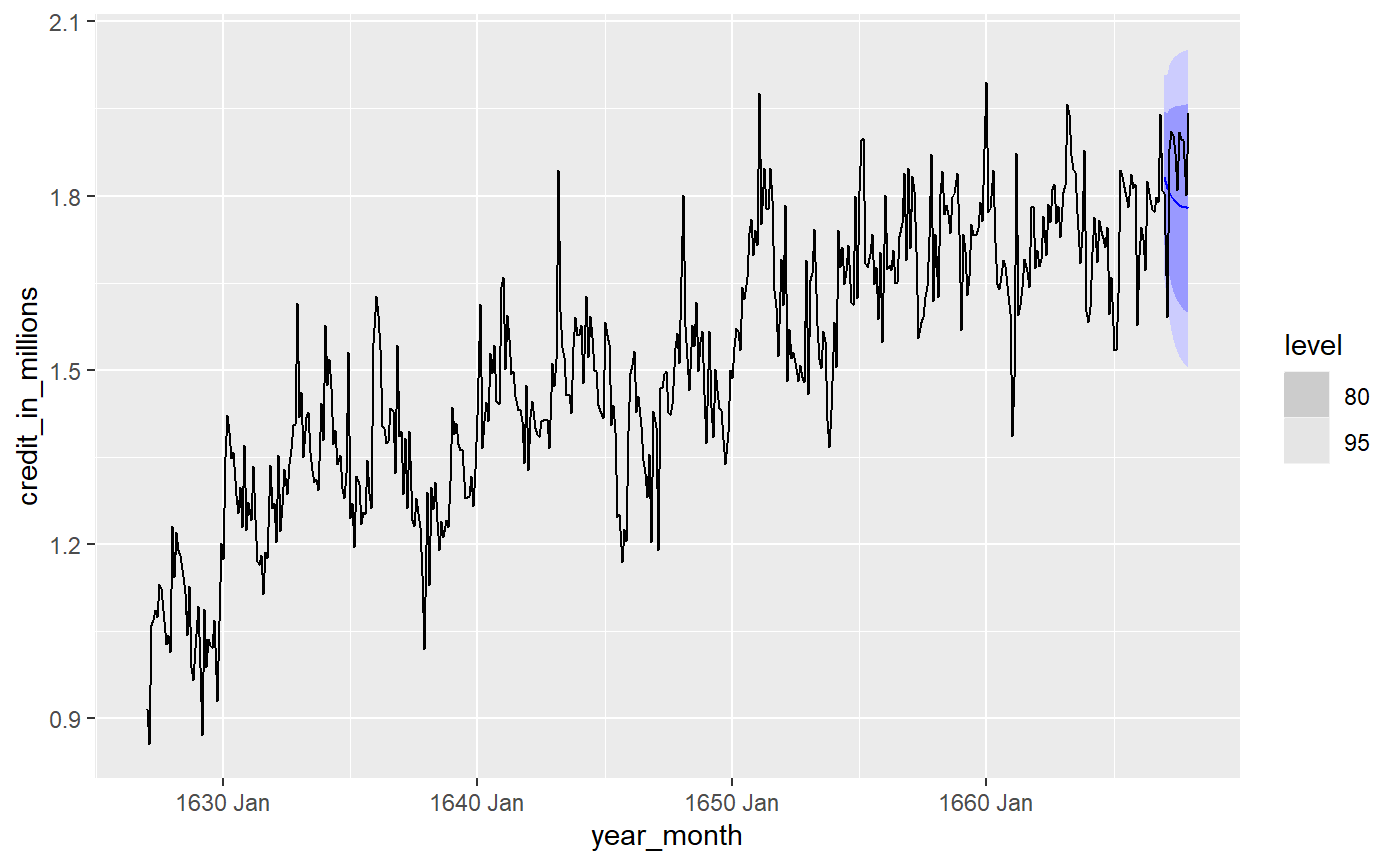 2.1
1.8
1.5
1.2
0.9
credit_in_millions
1630 Jan
1640 Jan
1650 Jan
1660 Jan
year_month
level
80
95